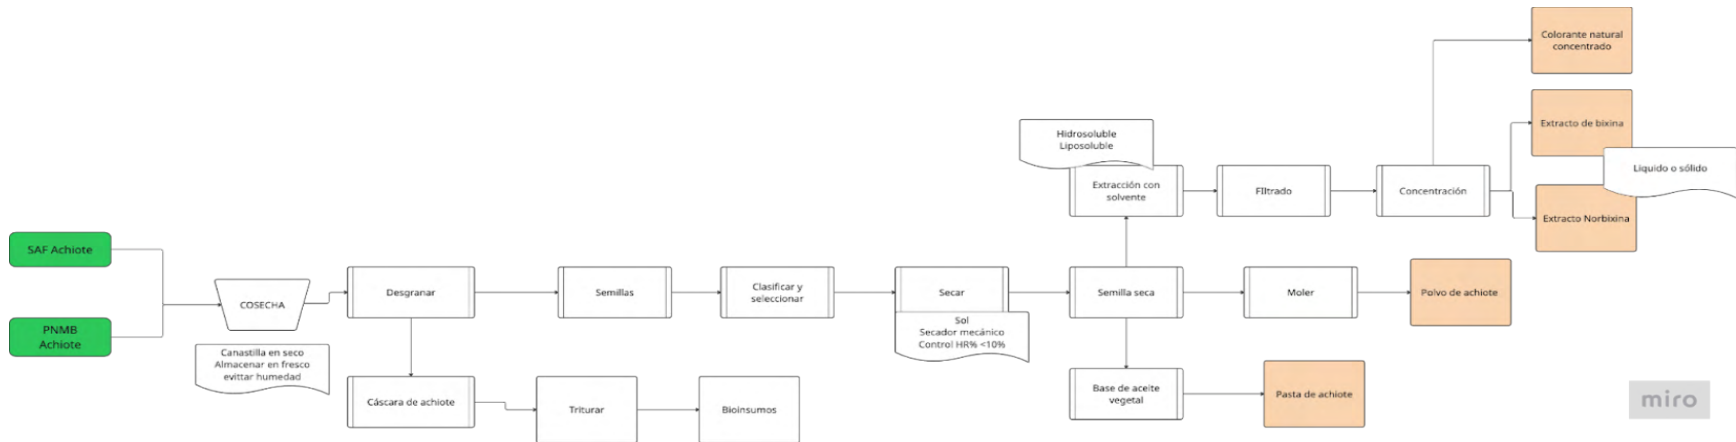 Colorante natural
concentrado
Hidrosoluble
Liposoluble
Extracto de bixina
Liquido o sólido
Extracción con
solvente
FIltrado
Concentración
Extracto Norbixina
SAF Achiote
COSECHA
Desgranar
Semillas
Clasificar y
seleccionar
Secar
Semilla seca
Moler
Polvo de achiote
PNMB
Achiote
Sol
Secador mecánico
Control HR% <10%
Canastilla en seco
Almacenar en fresco
evittar humedad
Cáscara de achiote
Triturar
Bioinsumos
Base de aceite
vegetal
Pasta de achiote
miro